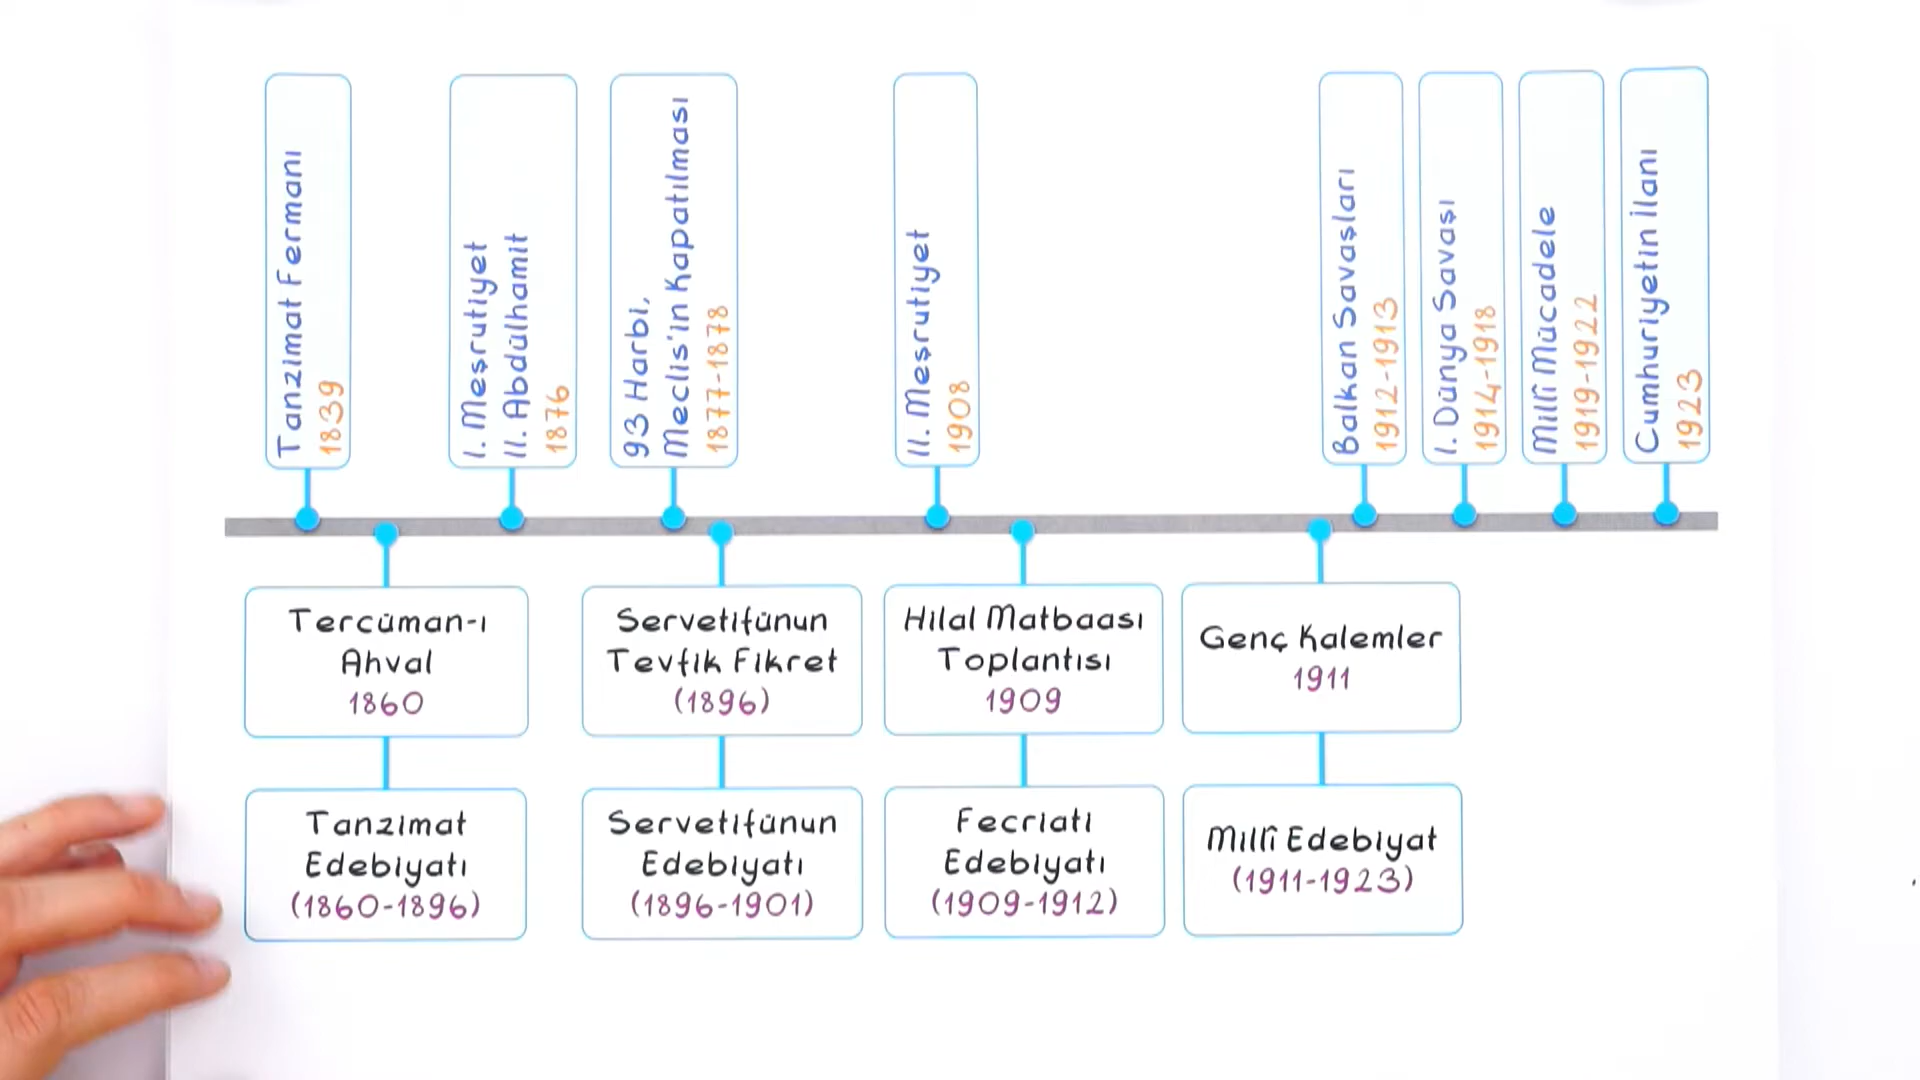 Tanzimat Fermanı
1839
I. Meşrutiyet
II. Abdülhamit
1876
93 Harbi,
Meclis'in Kapatılması
1877-1878
II. Meşrutiyet
1908
Balkan Savaşları
1912-1913
I. Dünya Savaşı
1914-1918
Millî Mücadele
1919-1922
Cumhuriyetin İlanı
1923
Tercüman-ı
Ahval
1860
Servetifünun
Tevfik Fikret
(1896)
Hilal Matbaası
Toplantısı
1909
Genç Kalemler
1911
Tanzimat
Edebiyatı
(1860-1896)
Servetifünun
Edebiyatı
(1896-1901)
Fecriati
Edebiyatı
(1909-1912)
Millî Edebiyat
(1911-1923)